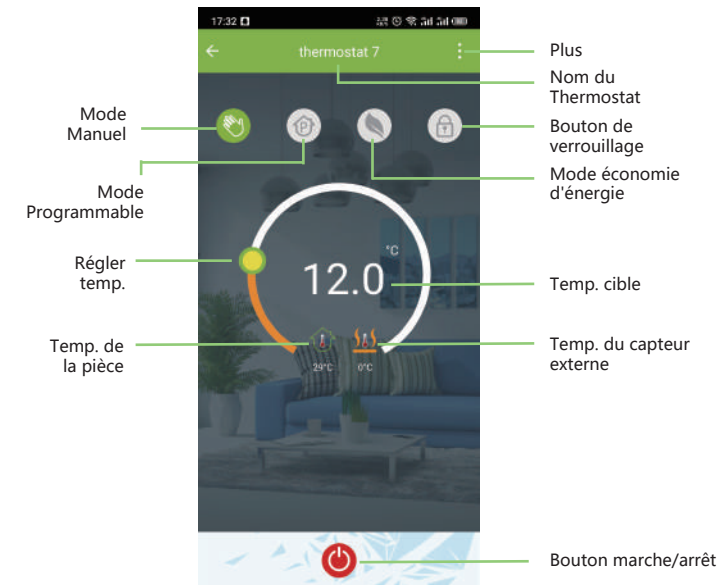 17:32
thermostat 7
Plus
Nom du
Thermostat
Mode
Manuel
Bouton de
verrouillage
Mode économie
d'énergie
Mode
Programmable
P
°C
Régler
temp.
12.0
Temp. cible
Temp. de
la pièce
29°C
0°C
Temp. du capteur
externe
Bouton marche/arrêt